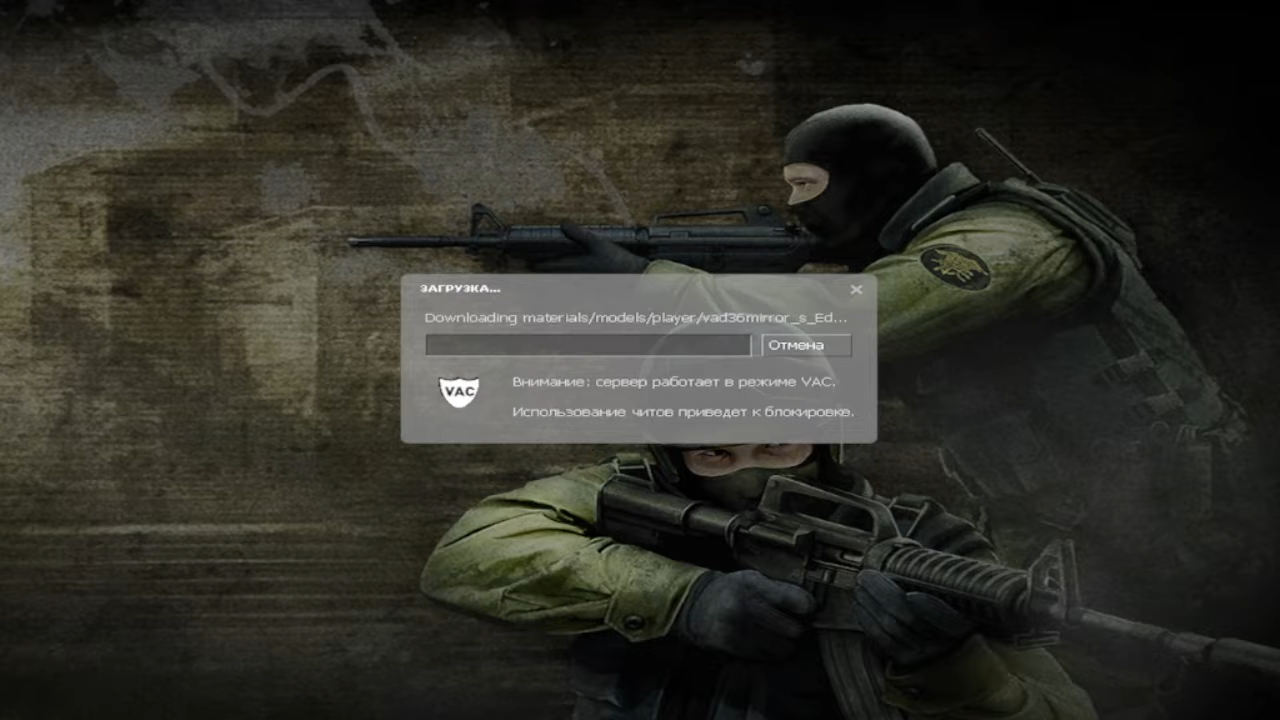 ЗАГРУЗКА...
Downloading materials/models/player/vad36mirror_s_Ed...
Отмена
VAC
Внимание: сервер работает в режиме VAC.
Использование читов приведет к блокировке.